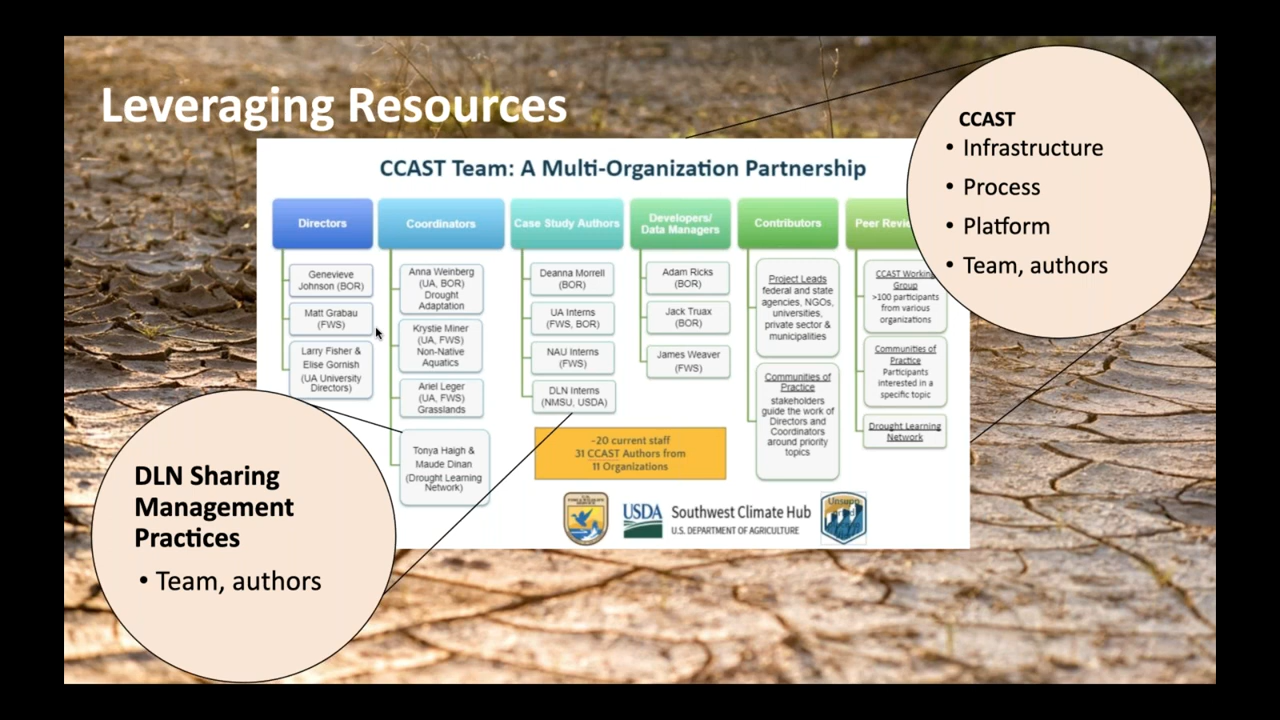 Leveraging Resources
CCAST Team: A Multi-Organization Partnership
Directors
Genevieve
Johnson (BOR)
Matt Grabau
(FWS)
Larry Fisher &
Elise Gornish
(UA University
Directors)
Coordinators
Anna Weinberg
(UA, BOR)
Drought
Adaptation
Krystie Miner
(UA, FWS)
Non-Native
Aquatics
Ariel Leger
(UA, FWS)
Grasslands
Tonya Haigh &
Maude Dinan
(Drought Learning
Network)
Case Study Authors
Deanna Morrell
(BOR)
UA Interns
(FWS, BOR)
NAU Interns
(FWS)
DLN Interns
(NMSU, USDA)
Developers/
Data Managers
Adam Ricks
(BOR)
Jack Truax
(BOR)
James Weaver
(FWS)
Contributors
Project Leads
federal and state
agencies, NGOs,
universities,
private sector &
municipalities
Communities of
Practice
stakeholders
guide the work of
Directors and
Coordinators
around priority
topics
Peer
CCAST Working
Group
>100 participants
from various
organizations
Communities of
Practice
Participants
interested in a
specific topic
Drought Learning
Network
~20 current staff
31 CCAST Authors from
11 Organizations
USDA
Southwest Climate Hub
U.S. DEPARTMENT OF AGRICULTURE
CCAST
• Infrastructure
• Process
• Platform
• Team, authors
DLN Sharing
Management
Practices
• Team, authors